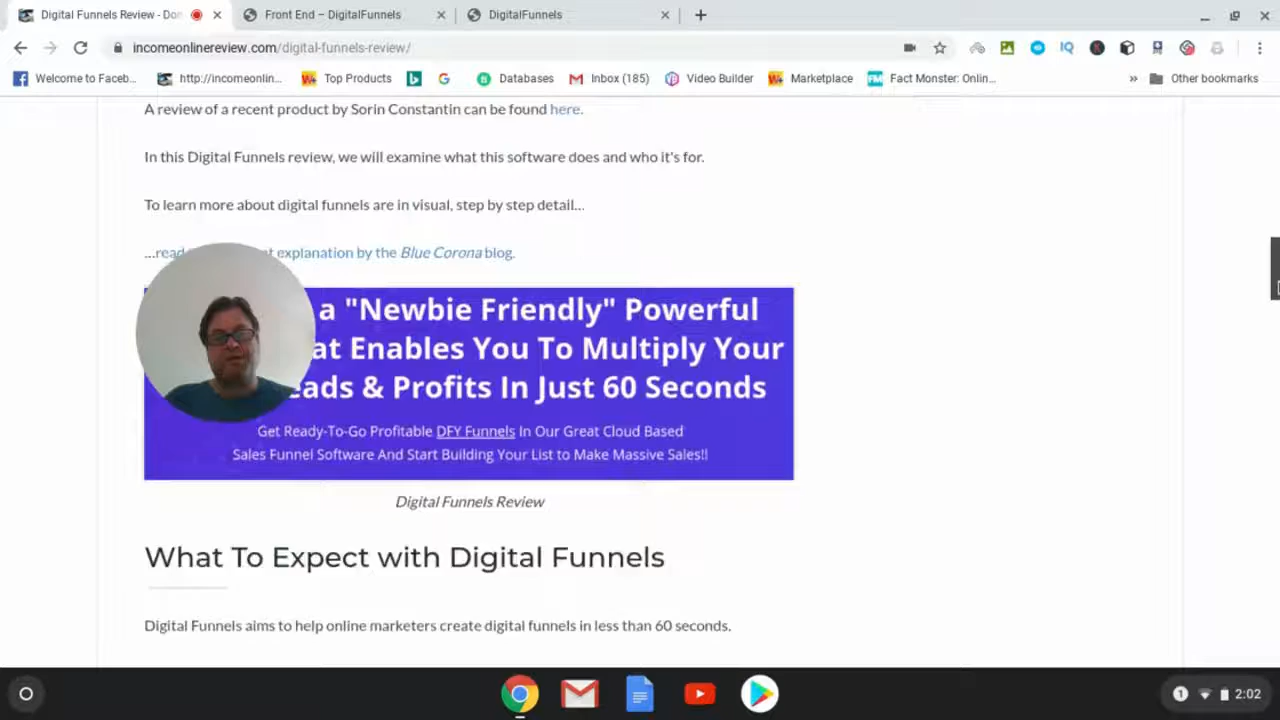 Digital Funnels Review - Don
Front End – DigitalFunnels
DigitalFunnels
incomeonlinereview.com/digital-funnels-review/
Welcome to Faceb...
http://incomeonlin...
Top Products
Databases
Inbox (185)
Video Builder
Marketplace
Fact Monster: Onlin...
Other bookmarks
A review of a recent product by Sorin Constantin can be found here.
In this Digital Funnels review, we will examine what this software does and who it's for.
To learn more about digital funnels are in visual, step by step detail...
...read explanation by the Blue Corona blog.
a "Newbie Friendly" Powerful
Enables You To Multiply Your
& Profits In Just 60 Seconds
Get Ready-To-Go Profitable DFY Funnels In Our Great Cloud Based
Sales Funnel Software And Start Building Your List to Make Massive Sales!!
Digital Funnels Review
What To Expect with Digital Funnels
Digital Funnels aims to help online marketers create digital funnels in less than 60 seconds.
1
2:02